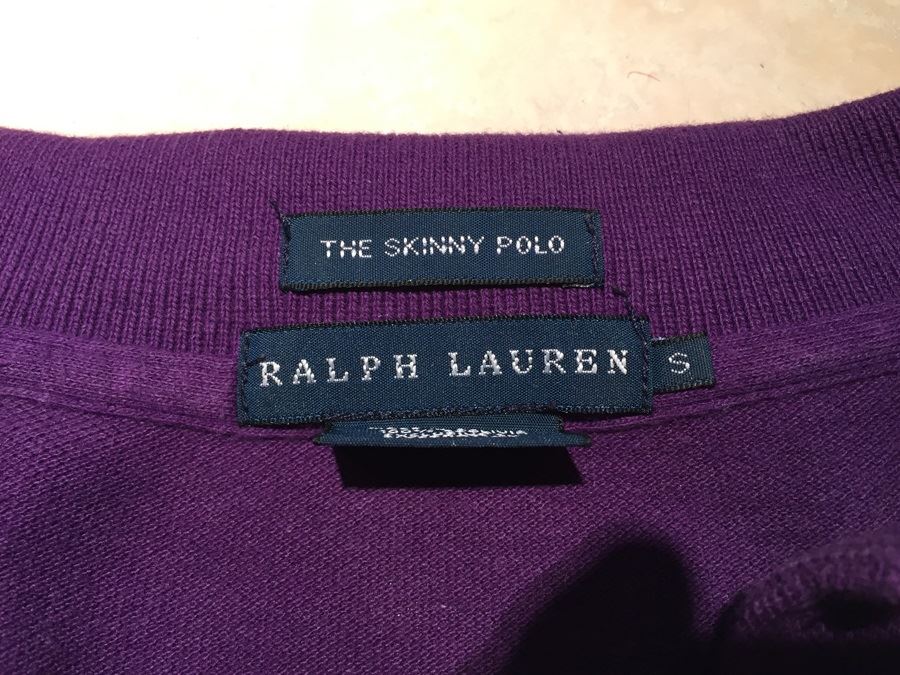 THE SKINNY POLO
RALPH LAUREN
S